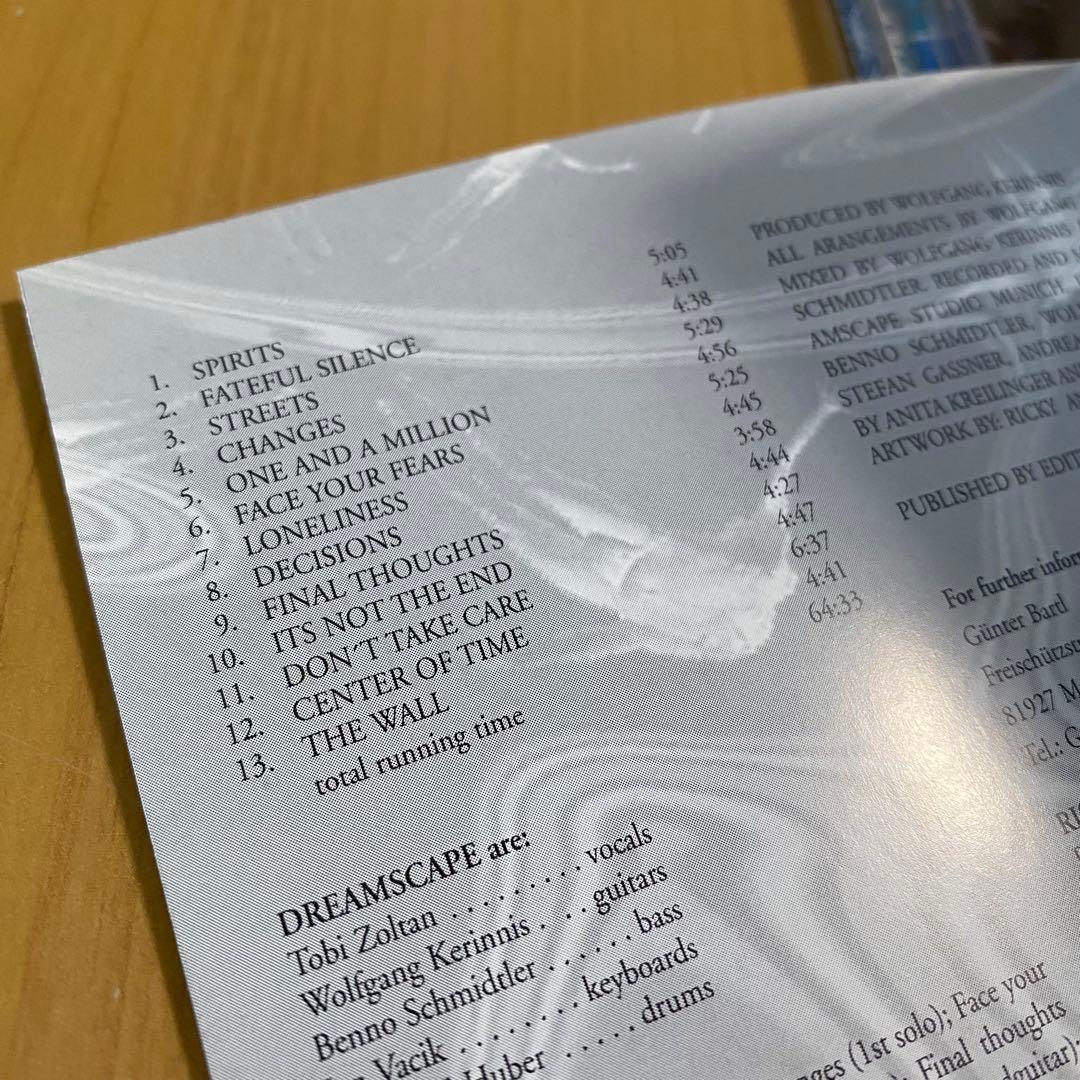 1. SPIRITS 5:05
2. FATEFUL SILENCE 4:41
3. STREETS 4:38
4. CHANGES 5:29
5. ONE AND A MILLION 4:56
6. FACE YOUR FEARS 5:25
7. LONELINESS 4:45
8. DECISIONS 3:58
9. FINAL THOUGHTS 4:44
10. ITS NOT THE END 4:27
11. DON´T TAKE CARE 4:47
12. CENTER OF TIME 6:37
13. THE WALL 4:41
total running time 64:33
DREAMSCAPE are:
Tobi Zoltan . . . . . . . . . vocals
Wolfgang Kerinnis . . . guitars
Benno Schmidtler . . . . . . bass
Vacik . . . . . . . keyboards
Huber . . . . . drums
PRODUCED BY WOLFGANG KERINNIS
ALL ARANGEMENTS BY WOLFGANG
MIXED BY WOLFGANG KERINNIS
SCHMIDTLER. RECORDED AND
AMSCAPE STUDIO MUNICH
BENNO SCHMIDTLER,
STEFAN GASSNER,
BY ANITA KREILINGER
ARTWORK BY: RICKY
PUBLISHED BY
For further
Günter Bartl
81927
Tel.:
(1st solo); Face your
Final thoughts